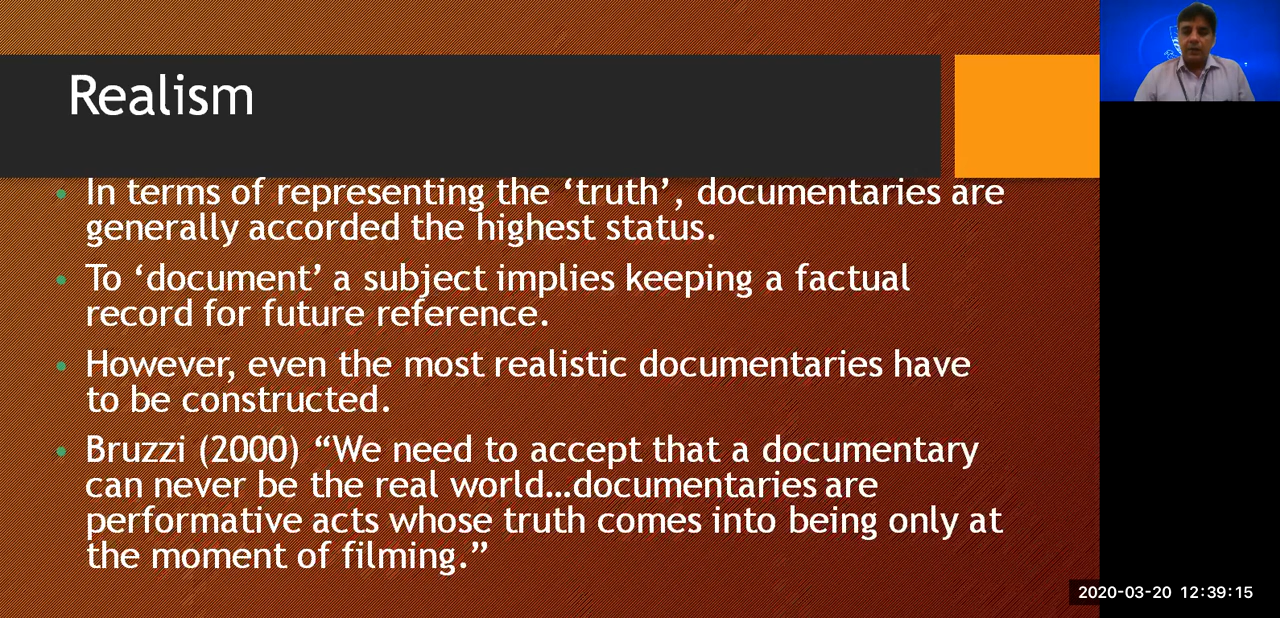 Realism
• In terms of representing the ‘truth’, documentaries are
generally accorded the highest status.
• To ‘document’ a subject implies keeping a factual
record for future reference.
• However, even the most realistic documentaries have
to be constructed.
• Bruzzi (2000) “We need to accept that a documentary
can never be the real world…documentaries are
performative acts whose truth comes into being only at
the moment of filming.”
2020-03-20 12:39:15